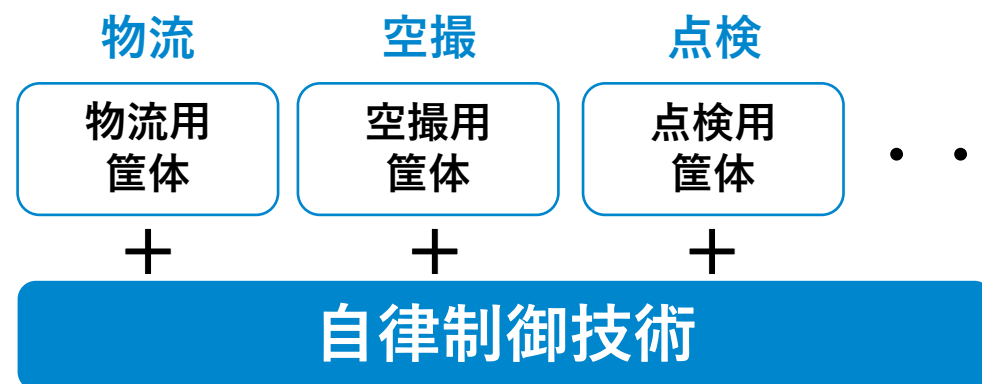 物流 空撮 点検
物流用 空撮用 点検用
筐体 筐体 筐体 ・・
＋ ＋ ＋
自律制御技術